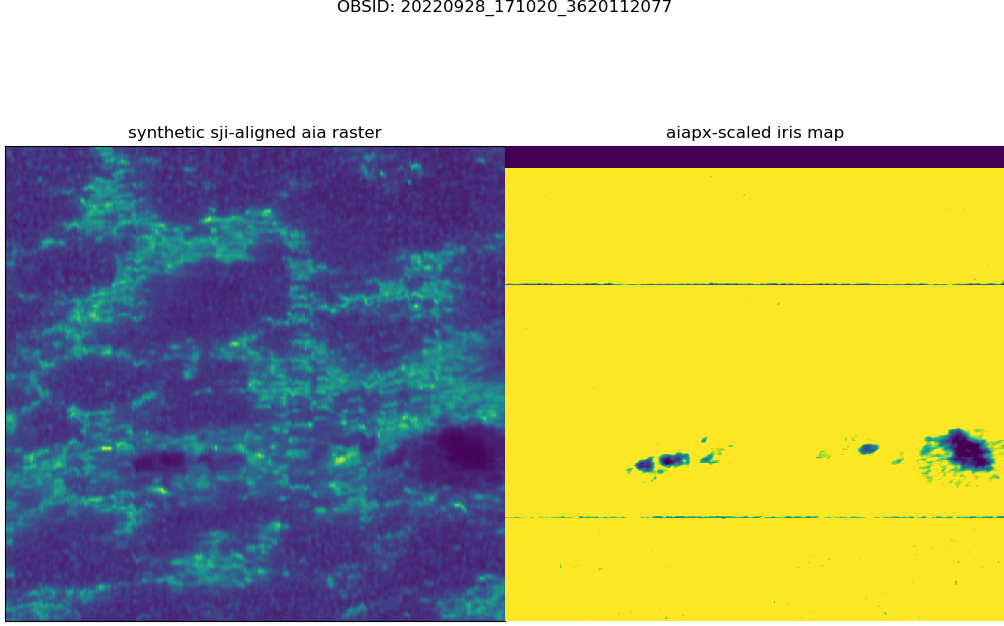 OBSID: 20220928_171020_3620112077
synthetic sji-aligned aia raster
aiapx-scaled iris map